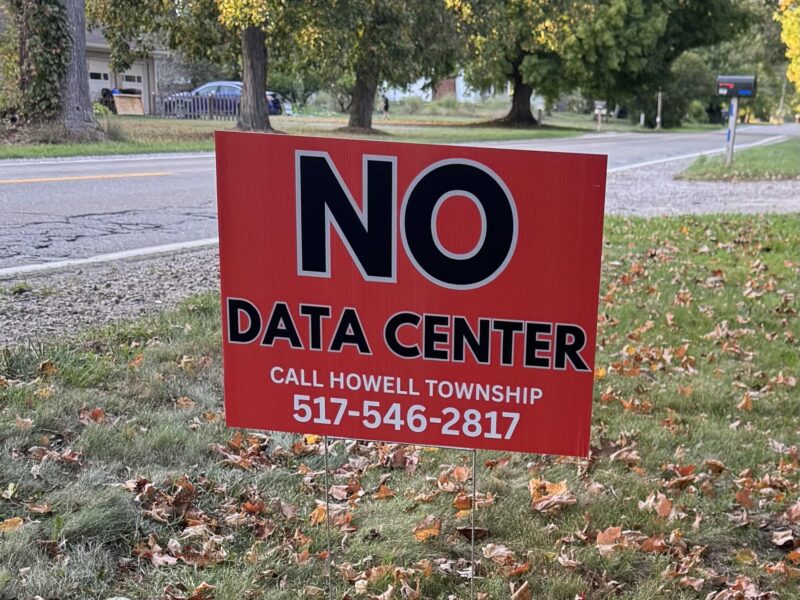 NO
DATA CENTER
CALL HOWELL TOWNSHIP
517-546-2817